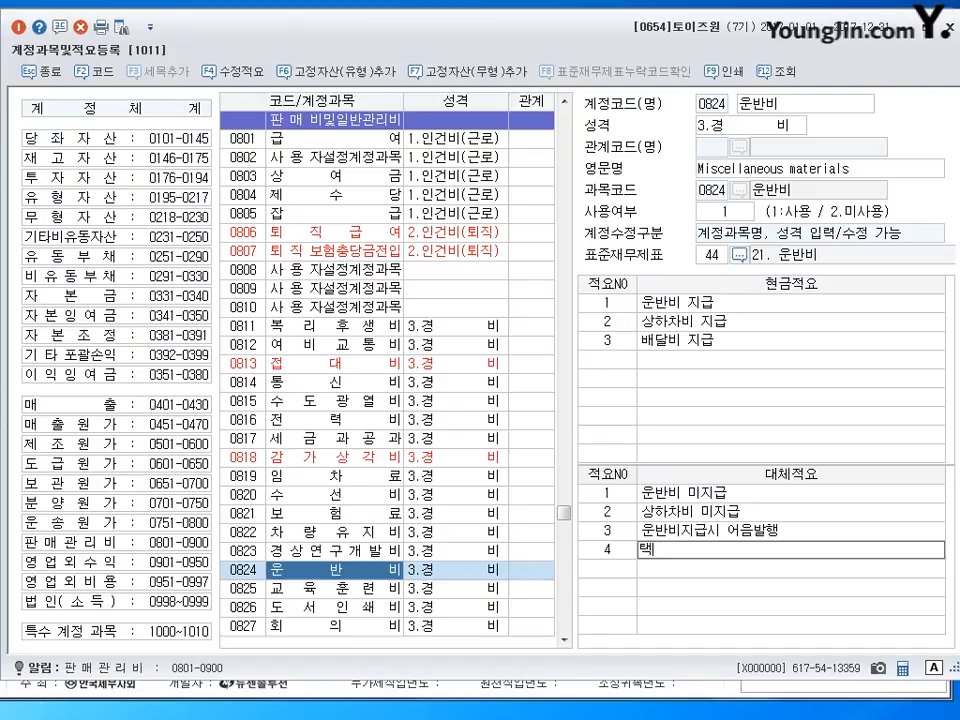 [0654]토이즈원 (7기)
YoungJin.com Y.
계정과목및적요등록 [1011]
Esc 종료 F2 코드 F3 세목추가 F4 수정적요 F6 고정자산(유형)추가 F7 고정자산(무형)추가 F8 표준재무제표누락코드확인 F9 인쇄 F12 조회
계 정 체 계
당 좌 자 산 : 0101-0145
재 고 자 산 : 0146-0175
투 자 자 산 : 0176-0194
유 형 자 산 : 0195-0217
무 형 자 산 : 0218-0230
기타비유동자산 : 0231-0250
유 동 부 채 : 0251-0290
비 유 동 부 채 : 0291-0330
자 본 금 : 0331-0340
자 본 잉 여 금 : 0341-0350
자 본 조 정 : 0381-0391
기 타 포괄손익 : 0392-0399
이 익 잉 여 금 : 0351-0380
매 출 : 0401-0430
매 출 원 가 : 0451-0470
제 조 원 가 : 0501-0600
도 급 원 가 : 0601-0650
보 관 원 가 : 0651-0700
분 양 원 가 : 0701-0750
운 송 원 가 : 0751-0800
판 매 관 리 비 : 0801-0900
영 업 외 수 익 : 0901-0950
영 업 외 비 용 : 0951-0997
법 인( 소 득 ) : 0998~0999
특수 계정 과목 : 1000~1010
코드/계정과목 성격 관계
판 매 비및일반관리비
0801 급 여 1.인건비(근로)
0802 사 용 자설정계정과목 1.인건비(근로)
0803 상 여 금 1.인건비(근로)
0804 제 수 당 1.인건비(근로)
0805 잡 급 1.인건비(근로)
0806 퇴 직 급 여 2.인건비(퇴직)
0807 퇴 직 보험충당금전입 2.인건비(퇴직)
0808 사 용 자설정계정과목
0809 사 용 자설정계정과목
0810 사 용 자설정계정과목
0811 복 리 후 생 비 3.경 비
0812 여 비 교 통 비 3.경 비
0813 접 대 비 3.경 비
0814 통 신 비 3.경 비
0815 수 도 광 열 비 3.경 비
0816 전 력 비 3.경 비
0817 세 금 과 공 과 3.경 비
0818 감 가 상 각 비 3.경 비
0819 임 차 료 3.경 비
0820 수 선 비 3.경 비
0821 보 험 료 3.경 비
0822 차 량 유 지 비 3.경 비
0823 경 상 연 구 개 발 비 3.경 비
0824 운 반 비 3.경 비
0825 교 육 훈 련 비 3.경 비
0826 도 서 인 쇄 비 3.경 비
0827 회 의 비 3.경 비
계정코드(명) 0824 운반비
성격 3.경 비
관계코드(명)
영문명 Miscellaneous materials
과목코드 0824 운반비
사용여부 1 (1:사용 / 2.미사용)
계정수정구분 계정과목명, 성격 입력/수정 가능
표준재무제표 44 21. 운반비
적요NO 현금적요
1 운반비 지급
2 상하차비 지급
3 배달비 지급
적요NO 대체적요
1 운반비 미지급
2 상하차비 미지급
3 운반비지급시 어음발행
4 택
알림: 판 매 관 리 비 : 0801-0900 [X000000] 617-54-13359 A